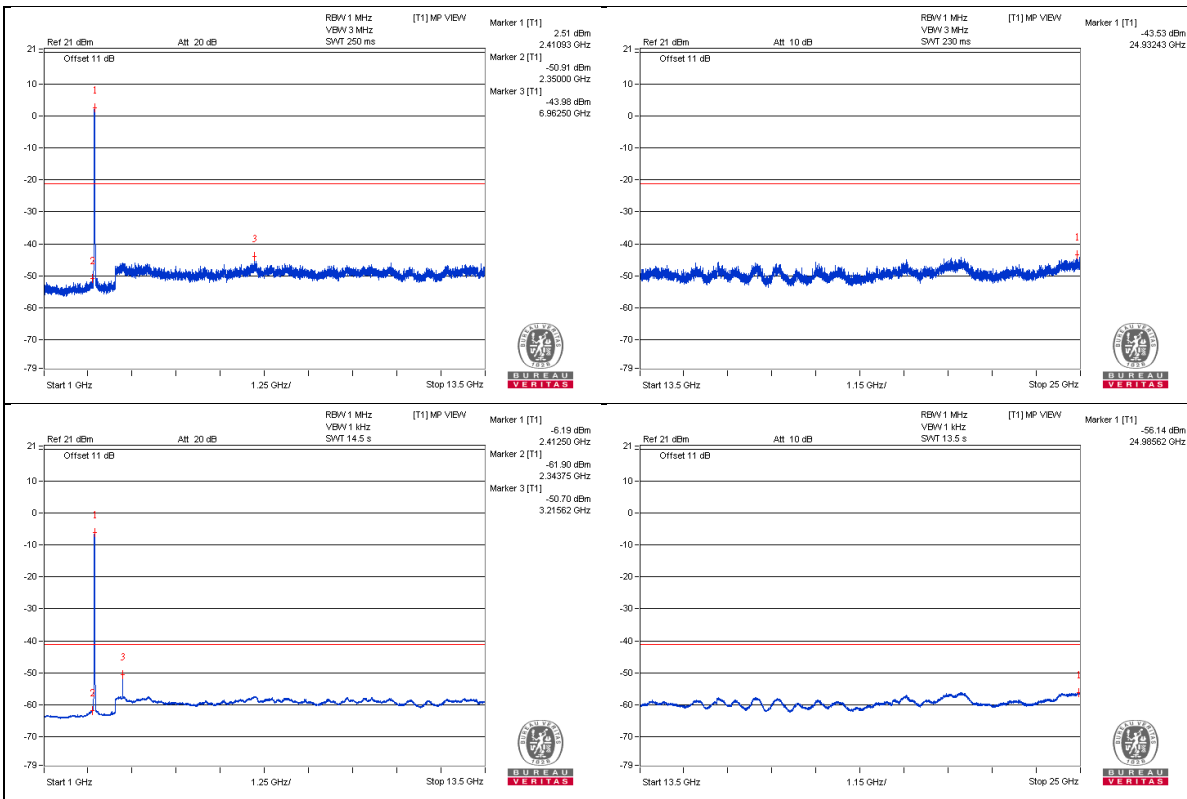 RBW 1 MHz
[T1] MP VIEW
VBW 3 MHz
Ref 21 dBm
Att 20 dB
SWT 250 ms
Marker 1 [T1]
2.51 dBm
2.41093 GHz
Marker 2 [T1]
-50.91 dBm
2.35000 GHz
Marker 3 [T1]
-43.98 dBm
6.96250 GHz
21
Offset 11 dB
10
0
-10
-20
-30
-40
-50
-60
-70
-79
1
2
3
Start 1 GHz
1.25 GHz/
Stop 13.5 GHz
BUREAU VERITAS
1828
BUREAU
VERITAS
RBW 1 MHz
[T1] MP VIEW
VBW 3 MHz
Ref 21 dBm
Att 10 dB
SWT 230 ms
Marker 1 [T1]
-43.53 dBm
24.93243 GHz
21
Offset 11 dB
10
0
-10
-20
-30
-40
-50
-60
-70
-79
1
Start 13.5 GHz
1.15 GHz/
Stop 25 GHz
BUREAU VERITAS
1828
BUREAU
VERITAS
RBW 1 MHz
[T1] MP VIEW
VBW 1 kHz
Ref 21 dBm
Att 20 dB
SWT 14.5 s
Marker 1 [T1]
-6.19 dBm
2.41250 GHz
Marker 2 [T1]
-61.90 dBm
2.34375 GHz
Marker 3 [T1]
-50.70 dBm
3.21562 GHz
21
Offset 11 dB
10
0
-10
-20
-30
-40
-50
-60
-70
-79
1
2
3
Start 1 GHz
1.25 GHz/
Stop 13.5 GHz
BUREAU VERITAS
1828
BUREAU
VERITAS
RBW 1 MHz
[T1] MP VIEW
VBW 1 kHz
Ref 21 dBm
Att 10 dB
SWT 13.5 s
Marker 1 [T1]
-56.14 dBm
24.98562 GHz
21
Offset 11 dB
10
0
-10
-20
-30
-40
-50
-60
-70
-79
1
Start 13.5 GHz
1.15 GHz/
Stop 25 GHz
BUREAU VERITAS
1828
BUREAU
VERITAS